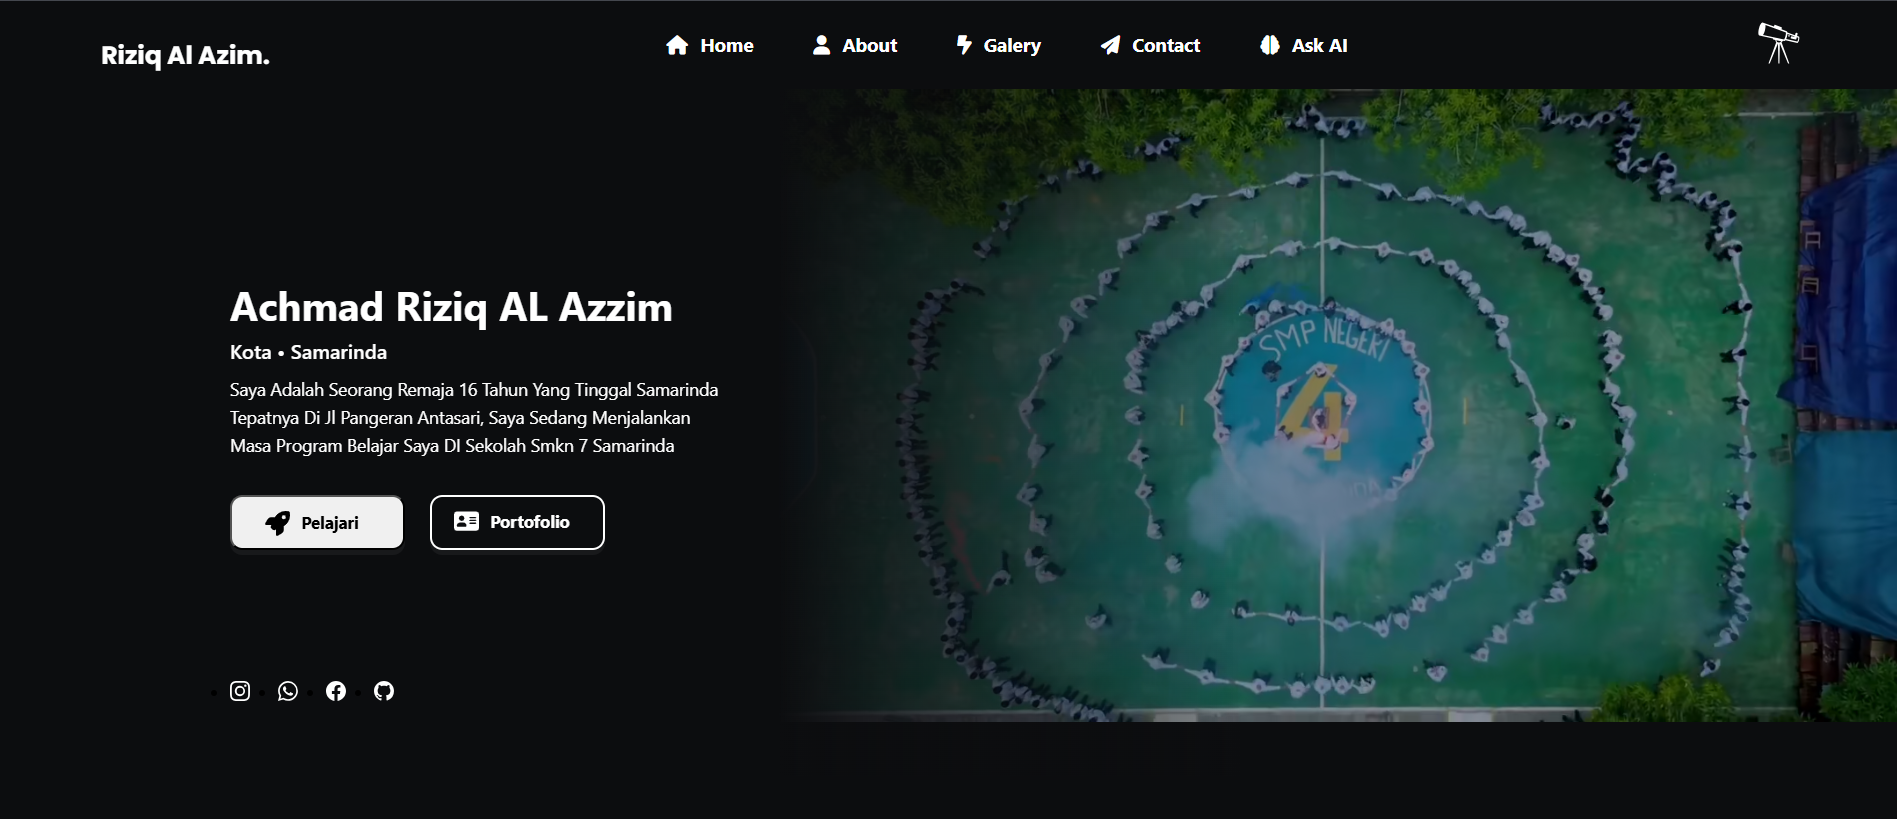 Riziq Al Azim.
Home
About
Galery
Contact
Ask AI
Achmad Riziq AL Azzim
Kota • Samarinda
Saya Adalah Seorang Remaja 16 Tahun Yang Tinggal Samarinda
Tepatnya Di Jl Pangeran Antasari, Saya Sedang Menjalankan
Masa Program Belajar Saya DI Sekolah Smkn 7 Samarinda
Pelajari
Portofolio
SMP NEGERI
4